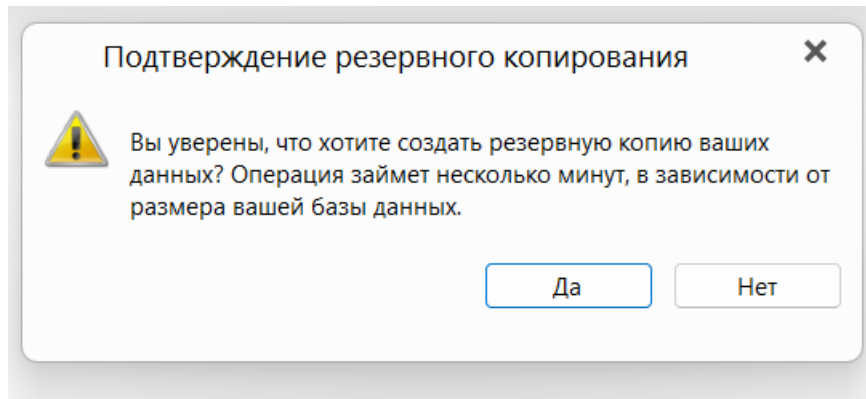 Подтверждение резервного копирования
Вы уверены, что хотите создать резервную копию ваших
данных? Операция займет несколько минут, в зависимости от
размера вашей базы данных.
Да
Нет